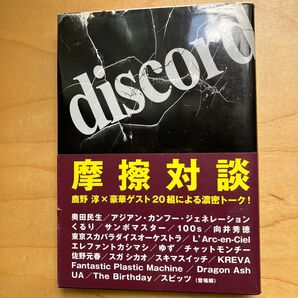 discord
摩擦対談
鹿野 淳×豪華ゲスト20組による濃密トーク!
奥田民生/アジアン・カンフー・ジェネレーション
くるり/サンボマスター/100s/向井秀徳
東京スカパラダイスオーケストラ/L'Arc-en-Ciel
エレファントカシマシ/ゆず/チャットモンチー
佐野元春/スガ シカオ/スキマスイッチ/KREVA
Fantastic Plastic Machine/Dragon Ash
UA/The Birthday/スピッツ(登場順)